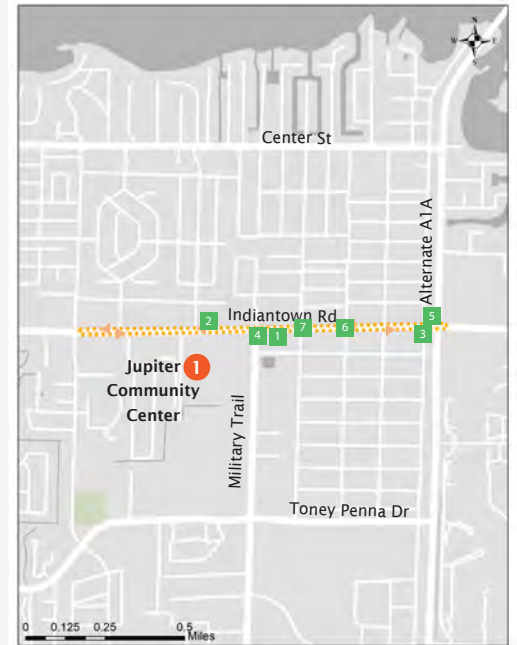 N
W E
S
Center St
Alternate A1A
Indiantown Rd
2
5
7
6
4
1
3
Jupiter 1
Community
Center
Military Trail
Toney Penna Dr
0 0.125 0.25 0.5
Miles